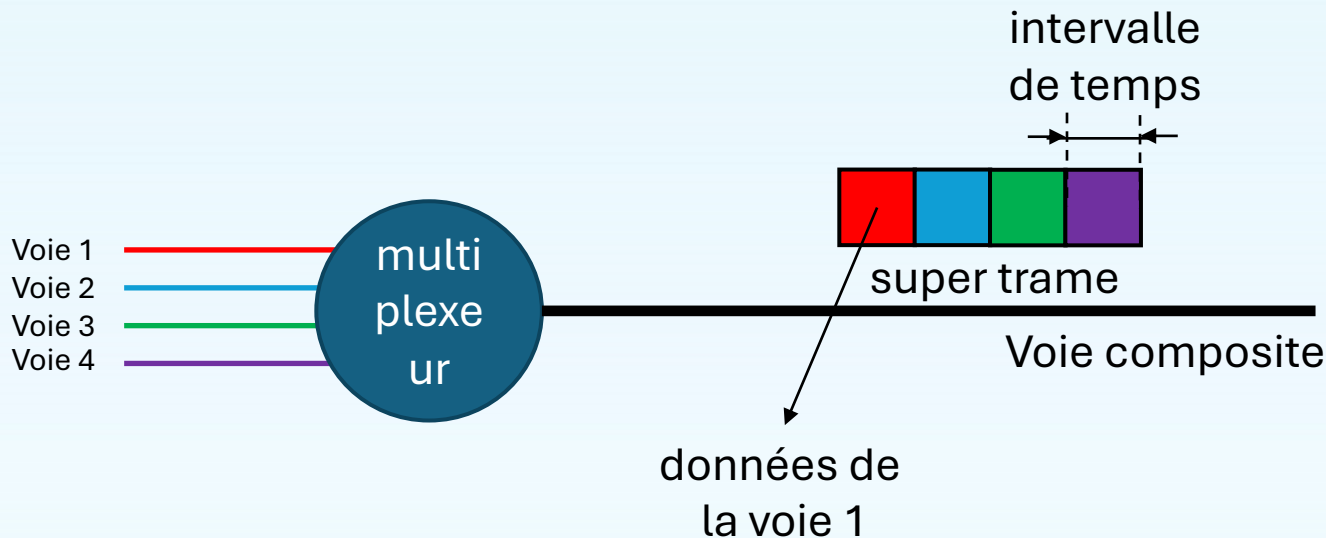 intervalle
de temps
Voie 1
Voie 2
Voie 3
Voie 4
multi
plexe
ur
super trame
Voie composite
données de
la voie 1